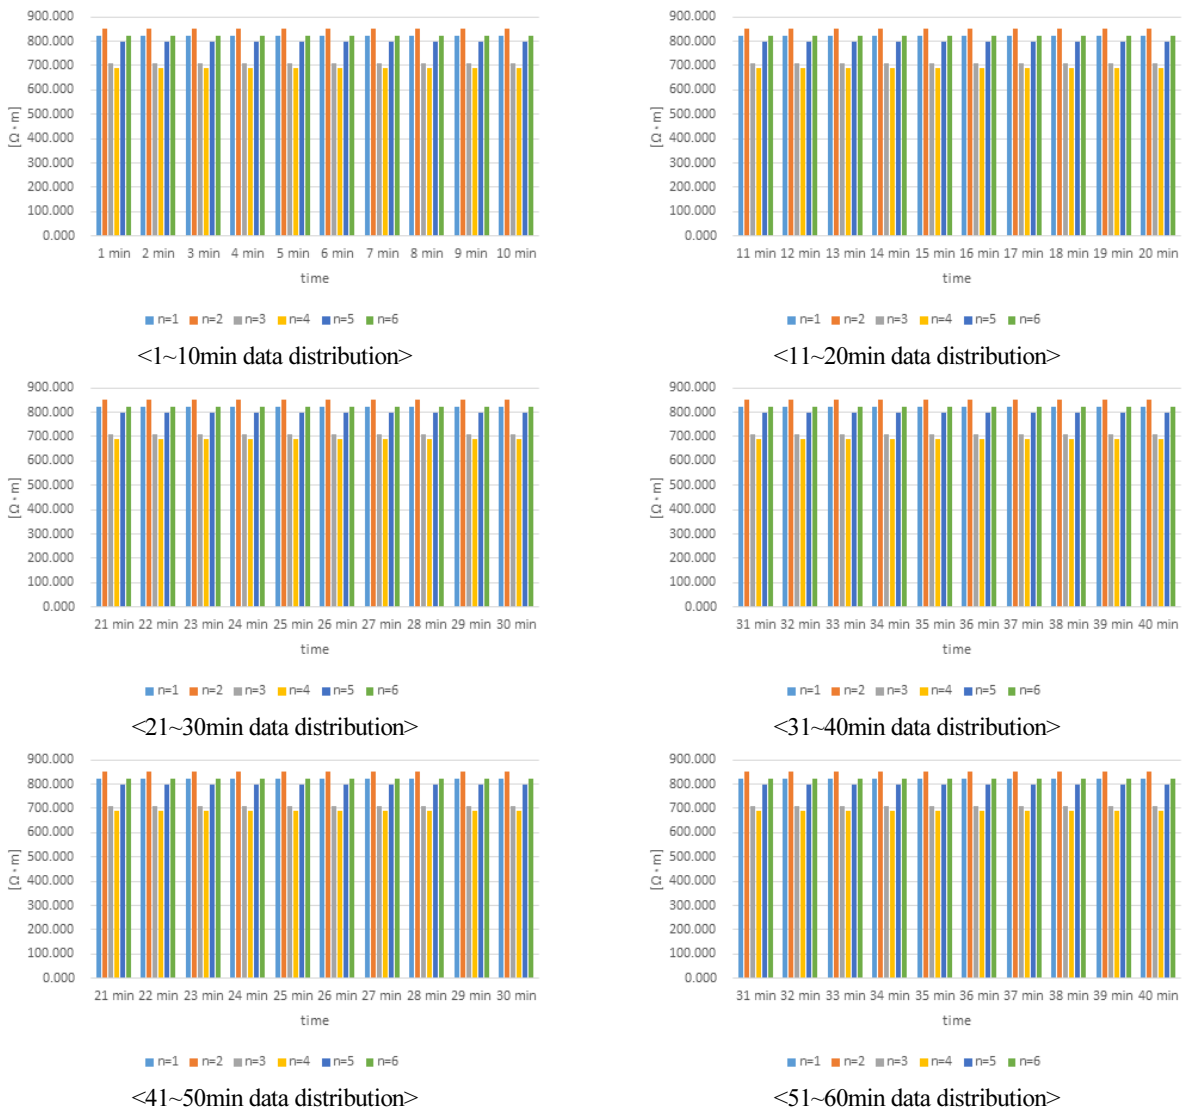 900.000
800.000
700.000
600.000
500.000
400.000
300.000
200.000
100.000
0.000
[Ω・m]
1 min 2 min 3 min 4 min 5 min 6 min 7 min 8 min 9 min 10 min
time
n=1 n=2 n=3 n=4 n=5 n=6
<1~10min data distribution>
900.000
800.000
700.000
600.000
500.000
400.000
300.000
200.000
100.000
0.000
[Ω・m]
11 min 12 min 13 min 14 min 15 min 16 min 17 min 18 min 19 min 20 min
time
n=1 n=2 n=3 n=4 n=5 n=6
<11~20min data distribution>
900.000
800.000
700.000
600.000
500.000
400.000
300.000
200.000
100.000
0.000
[Ω・m]
21 min 22 min 23 min 24 min 25 min 26 min 27 min 28 min 29 min 30 min
time
n=1 n=2 n=3 n=4 n=5 n=6
<21~30min data distribution>
900.000
800.000
700.000
600.000
500.000
400.000
300.000
200.000
100.000
0.000
[Ω・m]
31 min 32 min 33 min 34 min 35 min 36 min 37 min 38 min 39 min 40 min
time
n=1 n=2 n=3 n=4 n=5 n=6
<31~40min data distribution>
900.000
800.000
700.000
600.000
500.000
400.000
300.000
200.000
100.000
0.000
[Ω・m]
21 min 22 min 23 min 24 min 25 min 26 min 27 min 28 min 29 min 30 min
time
n=1 n=2 n=3 n=4 n=5 n=6
<41~50min data distribution>
900.000
800.000
700.000
600.000
500.000
400.000
300.000
200.000
100.000
0.000
[Ω・m]
31 min 32 min 33 min 34 min 35 min 36 min 37 min 38 min 39 min 40 min
time
n=1 n=2 n=3 n=4 n=5 n=6
<51~60min data distribution>